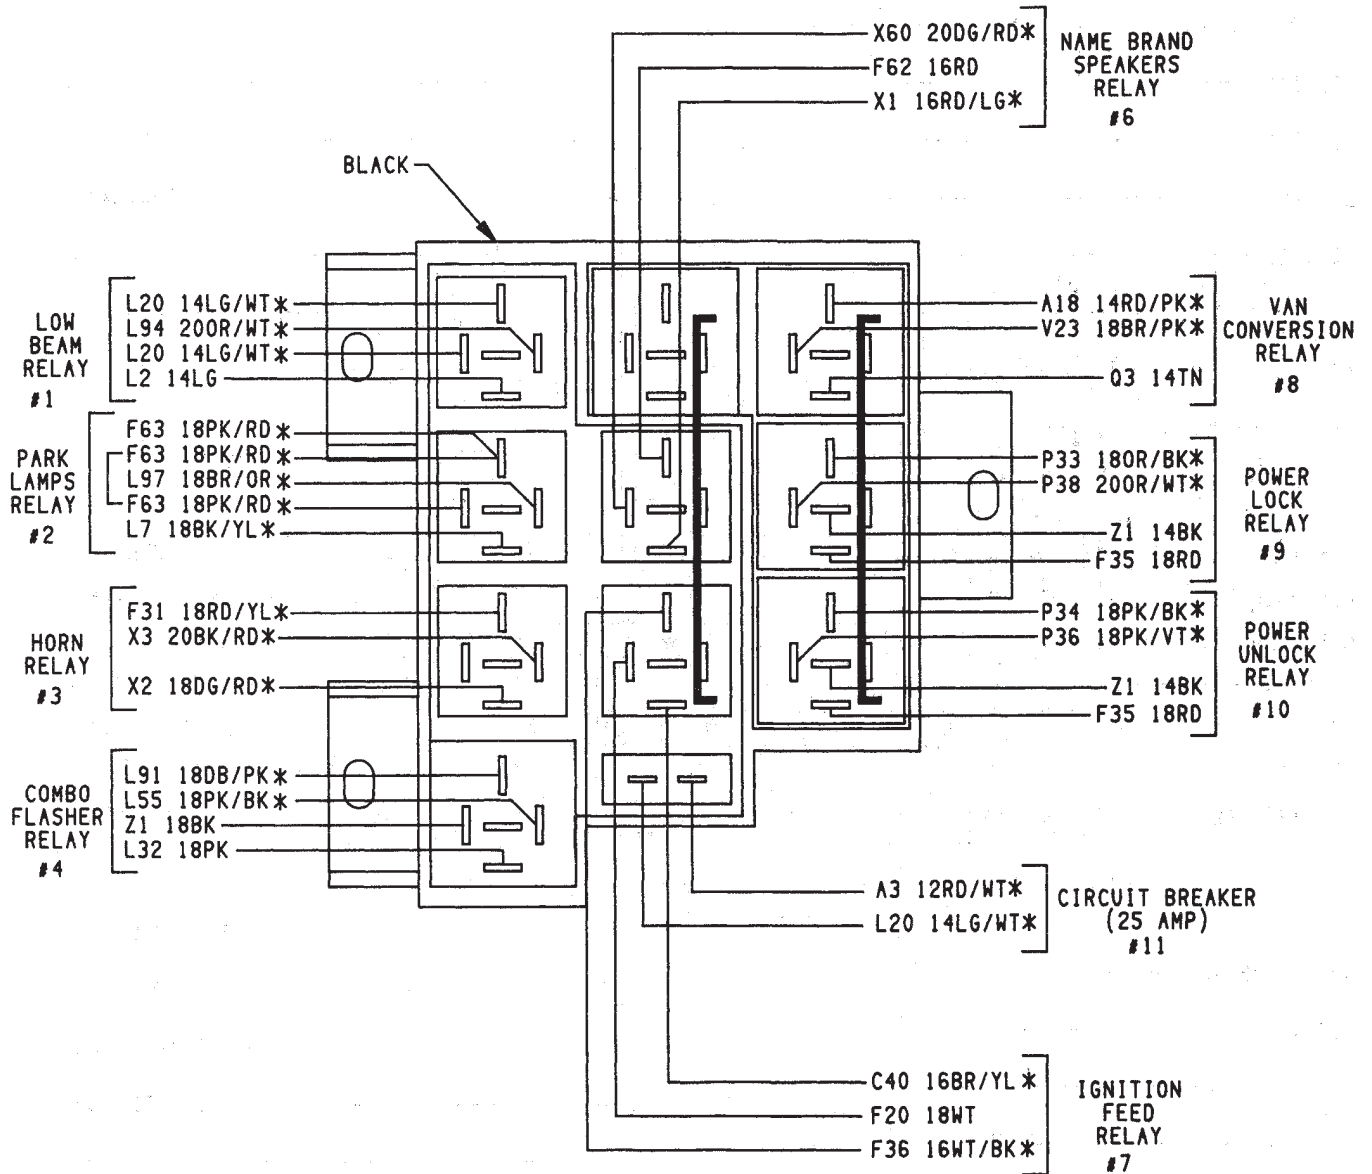 X60 20DG/RD*
F62 16RD
X1 16RD/LG*
NAME BRAND
SPEAKERS
RELAY
#6
BLACK
LOW
BEAM
RELAY
#1
L20 14LG/WT*
L94 20OR/WT*
L20 14LG/WT*
L2 14LG
PARK
LAMPS
RELAY
#2
F63 18PK/RD*
F63 18PK/RD*
L97 18BR/OR*
F63 18PK/RD*
L7 18BK/YL*
HORN
RELAY
#3
F31 18RD/YL*
X3 20BK/RD*
X2 18DG/RD*
COMBO
FLASHER
RELAY
#4
L91 18DB/PK*
L55 18PK/BK*
Z1 18BK
L32 18PK
A18 14RD/PK*
V23 18BR/PK*
Q3 14TN
VAN
CONVERSION
RELAY
#8
P33 18OR/BK*
P38 20OR/WT*
Z1 14BK
F35 18RD
POWER
LOCK
RELAY
#9
P34 18PK/BK*
P36 18PK/VT*
Z1 14BK
F35 18RD
POWER
UNLOCK
RELAY
#10
A3 12RD/WT*
L20 14LG/WT*
CIRCUIT BREAKER
(25 AMP)
#11
C40 16BR/YL*
F20 18WT
F36 16WT/BK*
IGNITION
FEED
RELAY
#7